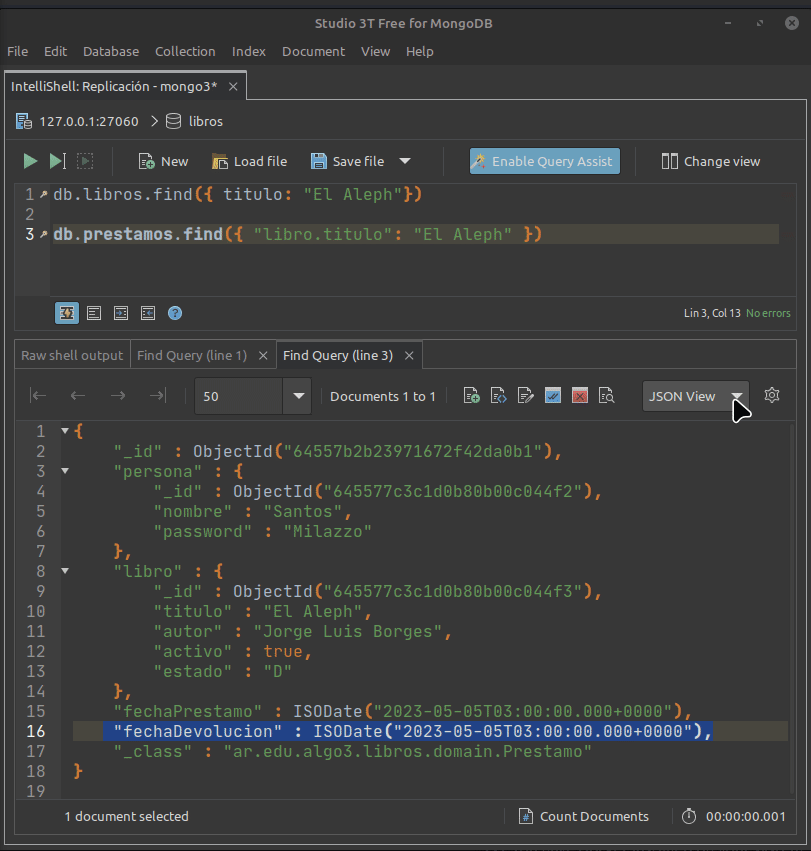 Studio 3T Free for MongoDB
File Edit Database Collection Index Document View Help
IntelliShell: Replicación - mongo3*
127.0.0.1:27060 libros
New Load file Save file Enable Query Assist Change view
1 db.libros.find({ titulo: "El Aleph"})
2
3 db.prestamos.find({ "libro.titulo": "El Aleph" })
Lin 3, Col 13 No errors
Raw shell output Find Query (line 1) Find Query (line 3)
50 Documents 1 to 1 JSON View
1 {
2 "_id" : ObjectId("64557b2b23971672f42da0b1"),
3 "persona" : {
4 "_id" : ObjectId("645577c3c1d0b80b00c044f2"),
5 "nombre" : "Santos",
6 "password" : "Milazzo"
7 },
8 "libro" : {
9 "_id" : ObjectId("645577c3c1d0b80b00c044f3"),
10 "titulo" : "El Aleph",
11 "autor" : "Jorge Luis Borges",
12 "activo" : true,
13 "estado" : "D"
14 },
15 "fechaPrestamo" : ISODate("2023-05-05T03:00:00.000+0000"),
16 "fechaDevolucion" : ISODate("2023-05-05T03:00:00.000+0000"),
17 "_class" : "ar.edu.algo3.libros.domain.Prestamo"
18 }
19
1 document selected Count Documents 00:00:00.001